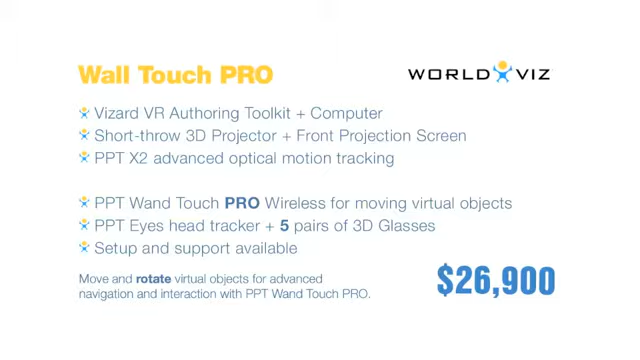 Wall Touch PRO
WORLD VIZ
Vizard VR Authoring Toolkit + Computer
Short-throw 3D Projector + Front Projection Screen
PPT X2 advanced optical motion tracking
PPT Wand Touch PRO Wireless for moving virtual objects
PPT Eyes head tracker + 5 pairs of 3D Glasses
Setup and support available
Move and rotate virtual objects for advanced
navigation and interaction with PPT Wand Touch PRO.
$26,900